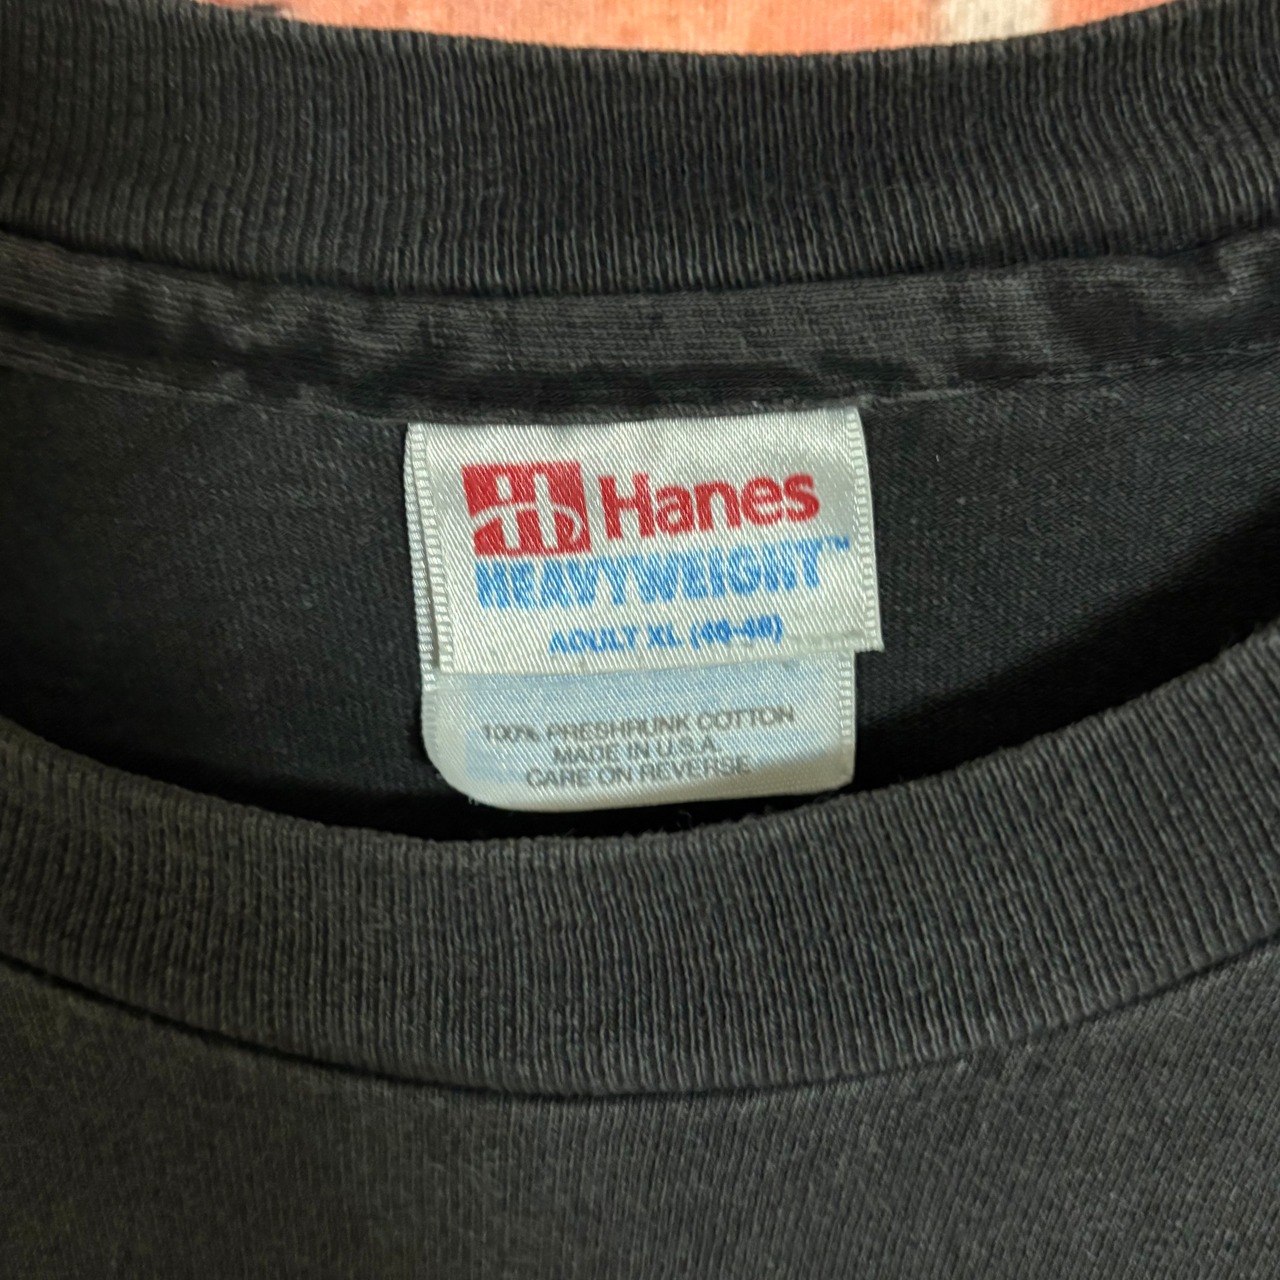 Hanes
HEAVYWEIGHT™
ADULT XL (46-48)
100% PRESHRUNK COTTON
MADE IN U.S.A.
CARE ON REVERSE